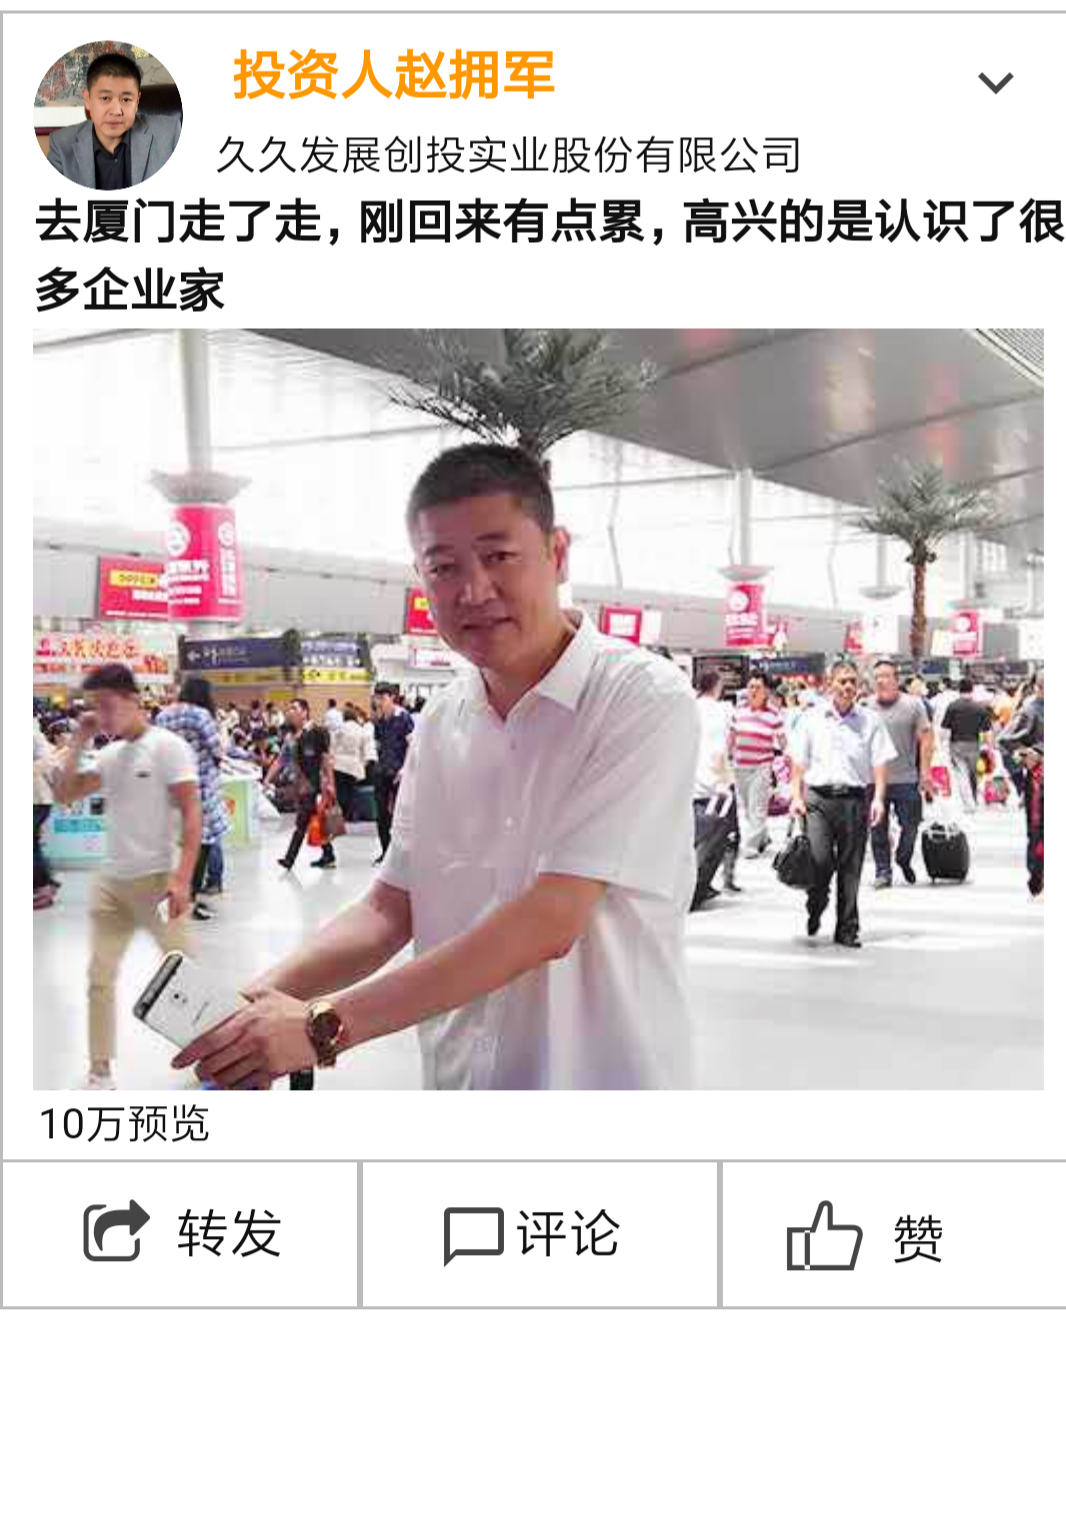 投资人赵拥军
久久发展创投实业股份有限公司
去厦门走了走，刚回来有点累，高兴的是认识了很
多企业家
10万预览
转发
评论
赞